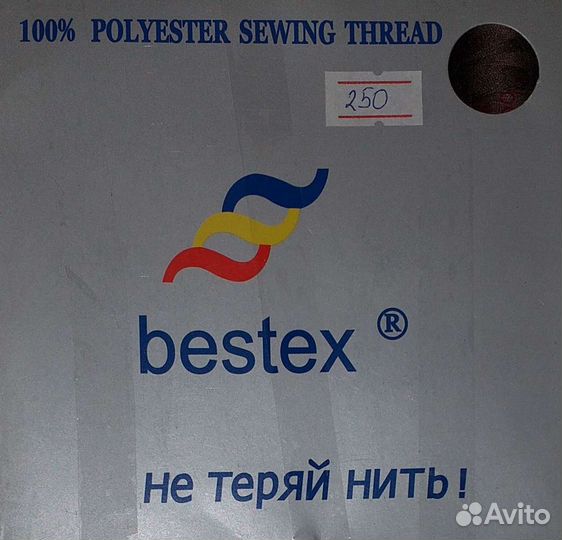 100% POLYESTER SEWING THREAD
250
bestex ®
не теряй нить!
Avito